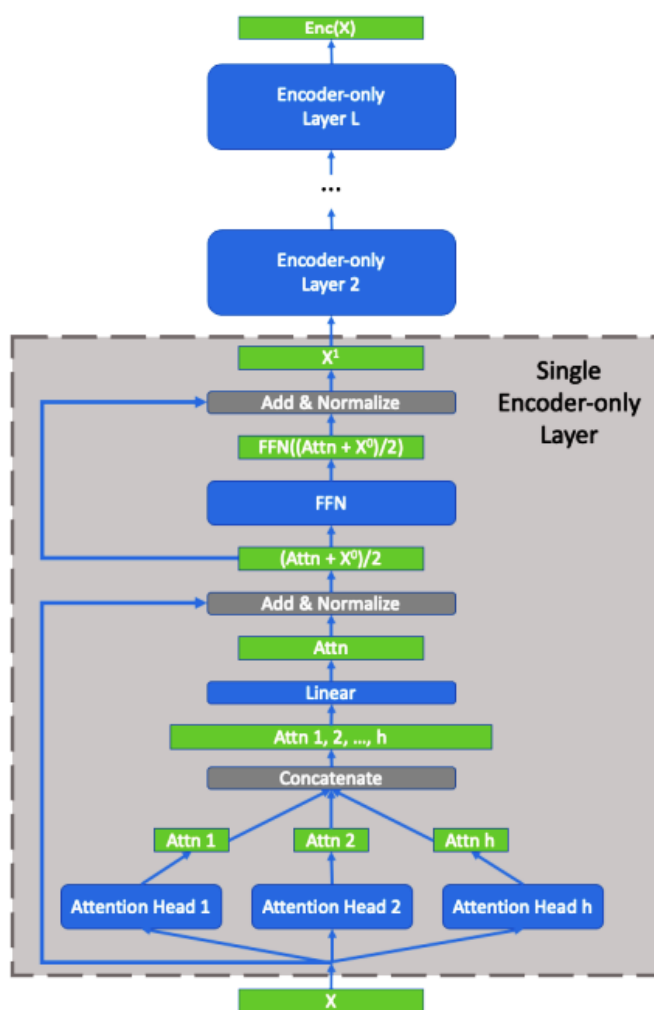 Enc(X)
Encoder-only
Layer L
...
Encoder-only
Layer 2
X¹
Single
Encoder-only
Layer
Add & Normalize
FFN((Attn + X⁰)/2)
FFN
(Attn + X⁰)/2
Add & Normalize
Attn
Linear
Attn 1, 2, ..., h
Concatenate
Attn 1
Attn 2
Attn h
Attention Head 1
Attention Head 2
Attention Head h
X